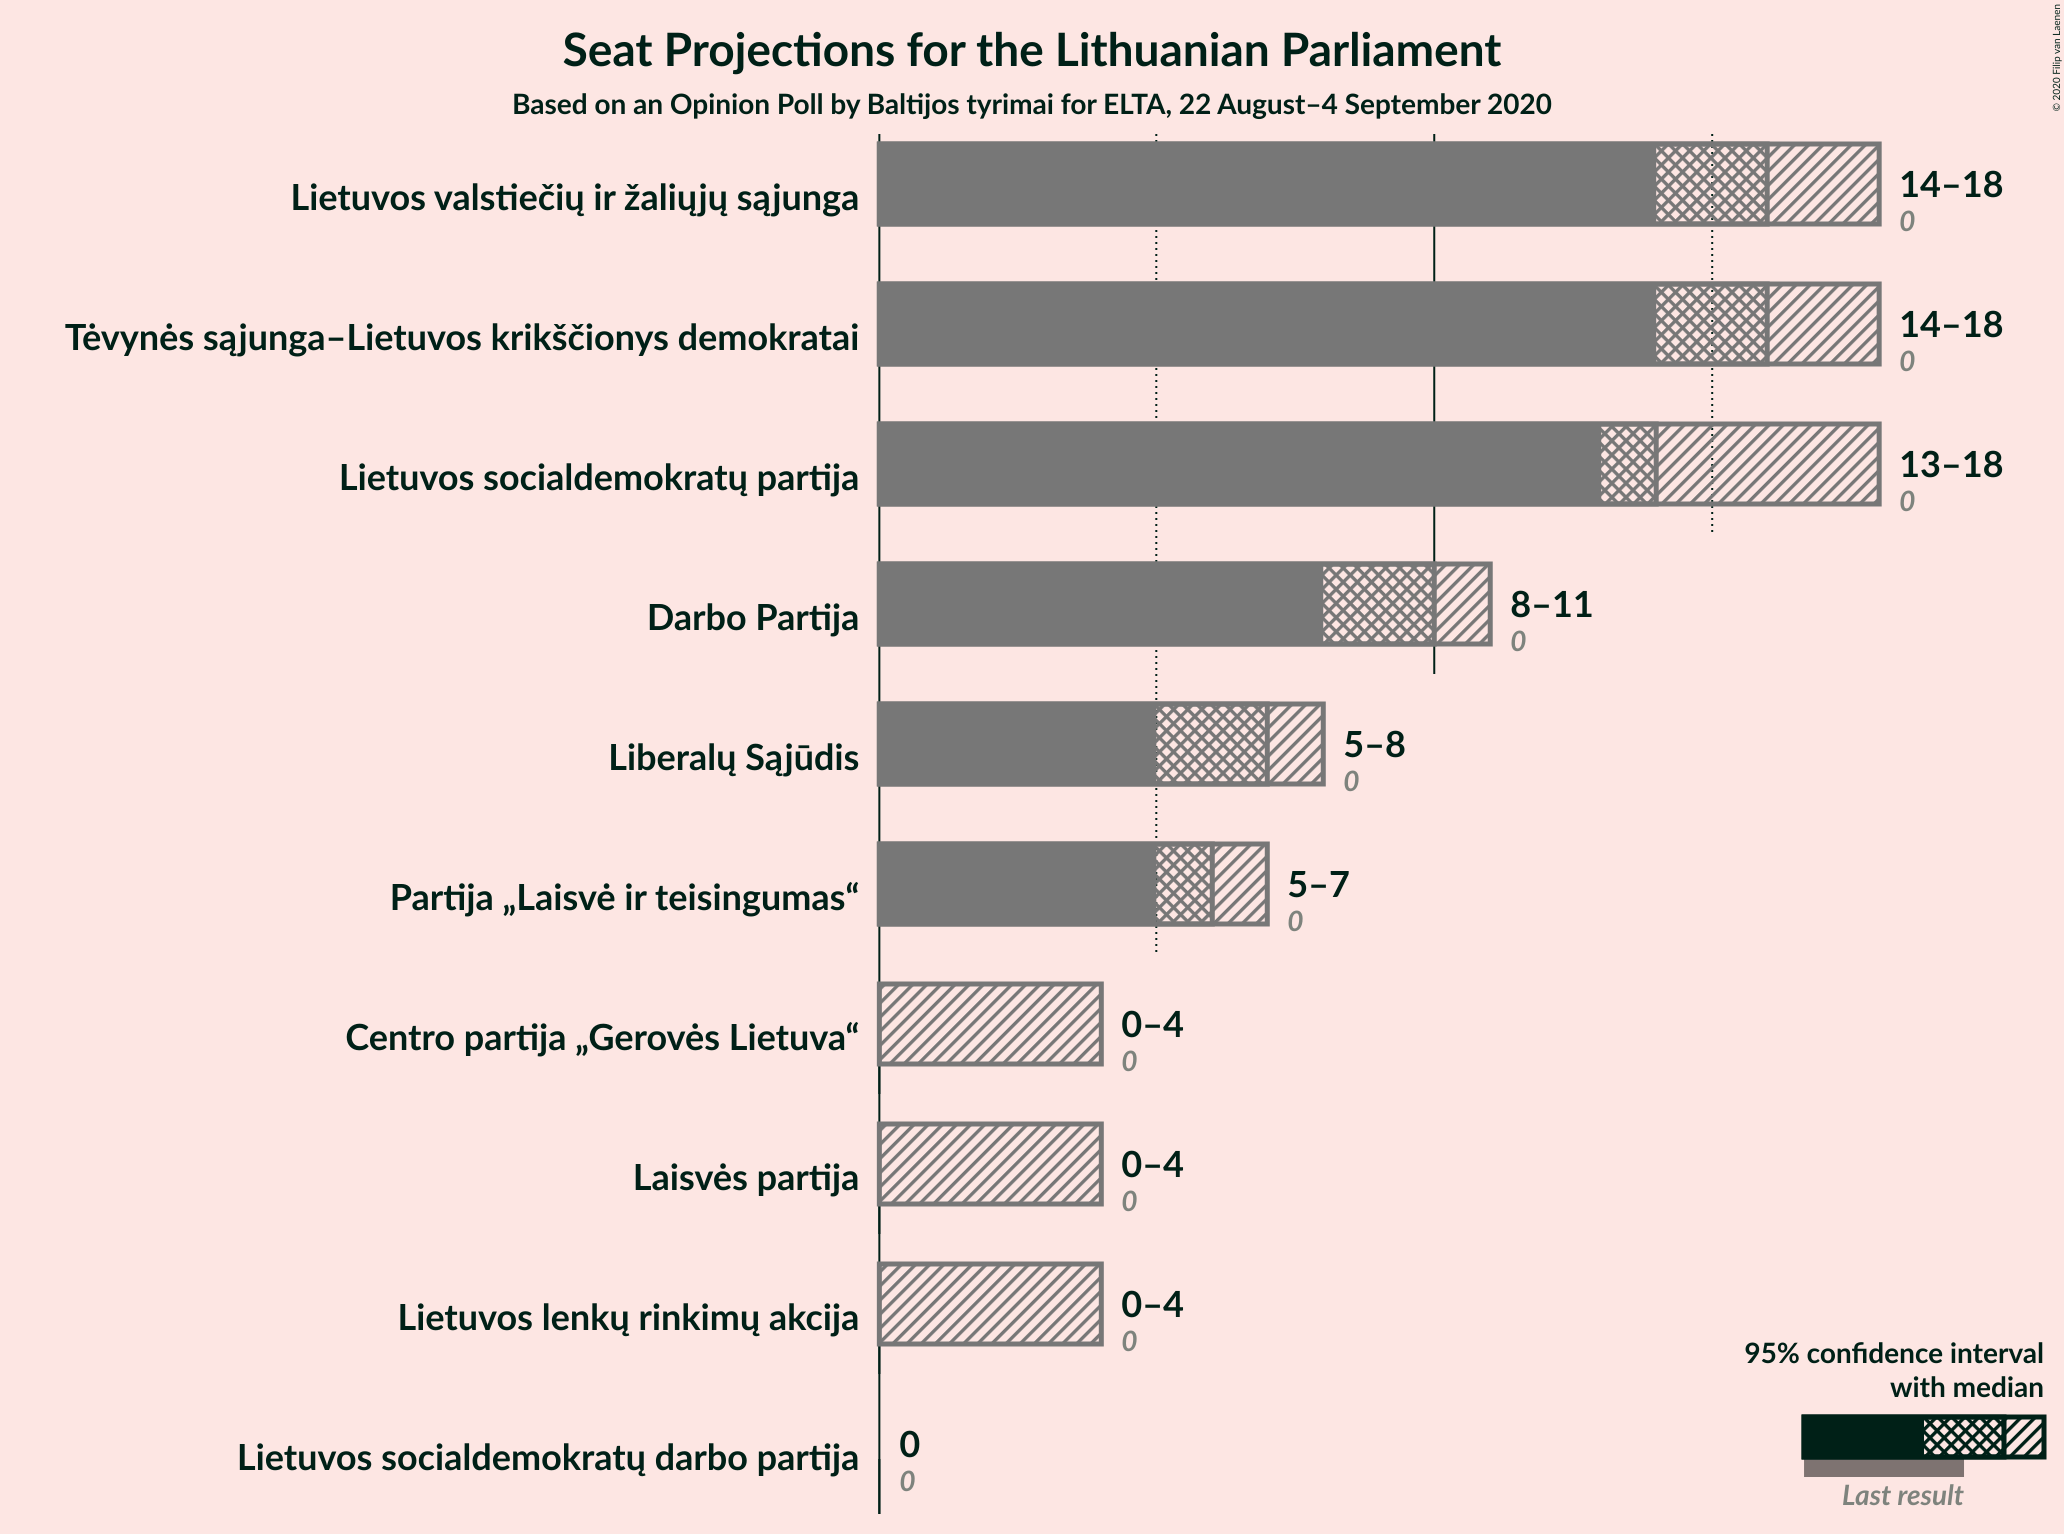 Seat Projections for the Lithuanian Parliament
Based on an Opinion Poll by Baltijos tyrimai for ELTA, 22 August–4 September 2020
© 2020 Filip van Laenen
Lietuvos valstiečių ir žaliųjų sąjunga
14–18
0
Tėvynės sąjunga–Lietuvos krikščionys demokratai
14–18
0
Lietuvos socialdemokratų partija
13–18
0
Darbo Partija
8–11
0
Liberalų Sąjūdis
5–8
0
Partija „Laisvė ir teisingumas“
5–7
0
Centro partija „Gerovės Lietuva“
0–4
0
Laisvės partija
0–4
0
Lietuvos lenkų rinkimų akcija
0–4
0
Lietuvos socialdemokratų darbo partija
0
0
95% confidence interval
with median
Last result